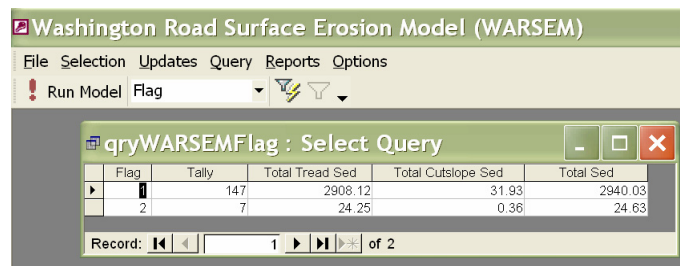 Washington Road Surface Erosion Model (WARSEM)
File Selection Updates Query Reports Options
Run Model Flag
qryWARSEMFlag : Select Query
Flag Tally Total Tread Sed Total Cutslope Sed Total Sed
1 147 2908.12 31.93 2940.03
2 7 24.25 0.36 24.63
Record: 1 of 2